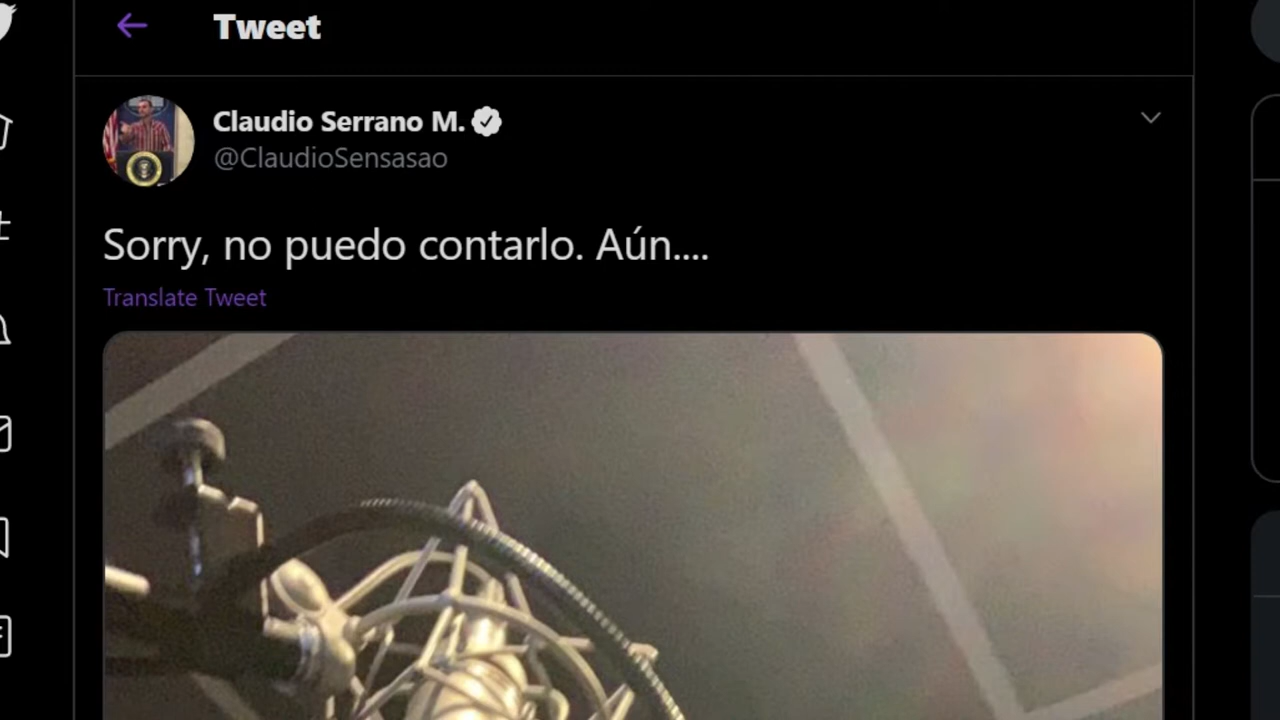 Tweet
Claudio Serrano M.
@ClaudioSensasao
Sorry, no puedo contarlo. Aún....
Translate Tweet